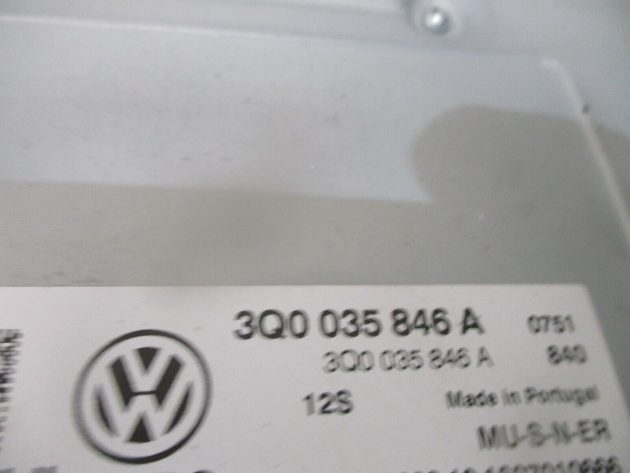 3Q0 035 846 A 0751
3Q0 035 846 A 840
12S Made in Portugal
MU-S-N-ER